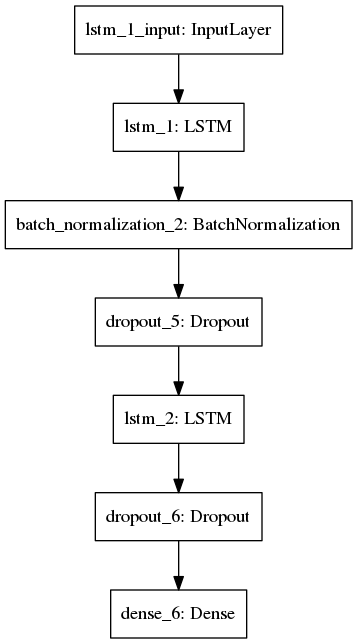 lstm_1_input: InputLayer
lstm_1: LSTM
batch_normalization_2: BatchNormalization
dropout_5: Dropout
lstm_2: LSTM
dropout_6: Dropout
dense_6: Dense